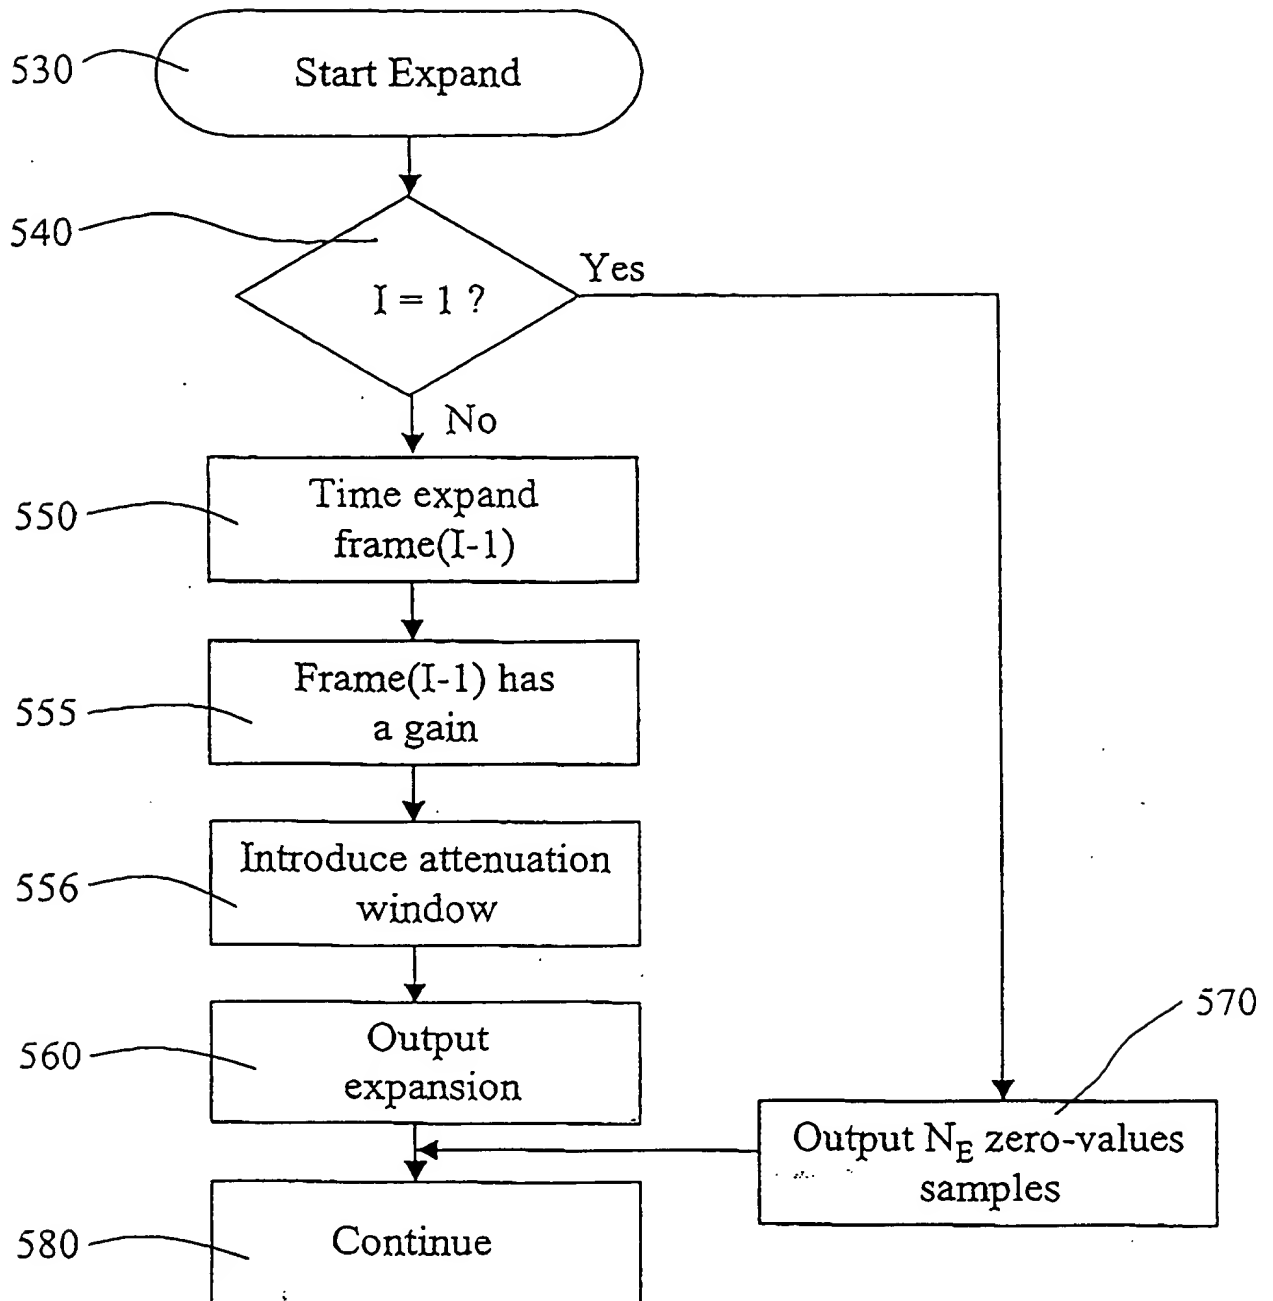 530
Start Expand
540
I = 1 ?
Yes
No
550
Time expand
frame(I-1)
555
Frame(I-1) has
a gain
556
Introduce attenuation
window
560
Output
expansion
570
Output N_E zero-values
samples
580
Continue